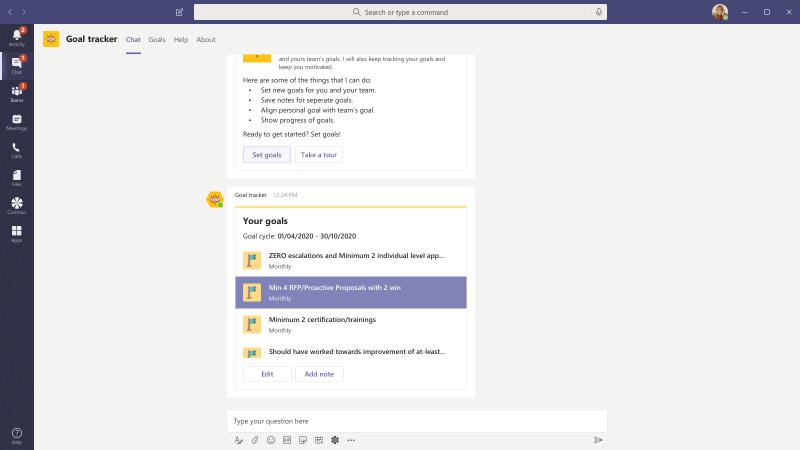 Search or type a command
2
Activity
1
Chat
1
Teams
Meetings
Calls
Files
Contoso
Apps
Help
Goal tracker
Chat
Goals
Help
About
and yours team's goals. I will also keep tracking your goals and
keep you motivated.
Here are some of the things that I can do:
• Set new goals for you and your team.
• Save notes for seperate goals.
• Align personal goal with team's goal.
• Show progress of goals.
Ready to get started? Set goals!
Set goals
Take a tour
Goal tracker 12:24 PM
Your goals
Goal cycle: 01/04/2020 - 30/10/2020.
ZERO escalations and Minimum 2 individual level app...
Monthly
Min 4 RFP/Proactive Proposals with 2 win
Monthly
Minimum 2 certification/trainings
Monthly
Should have worked towards improvement of at-least...
Edit
Add note
Type your question here
GIF